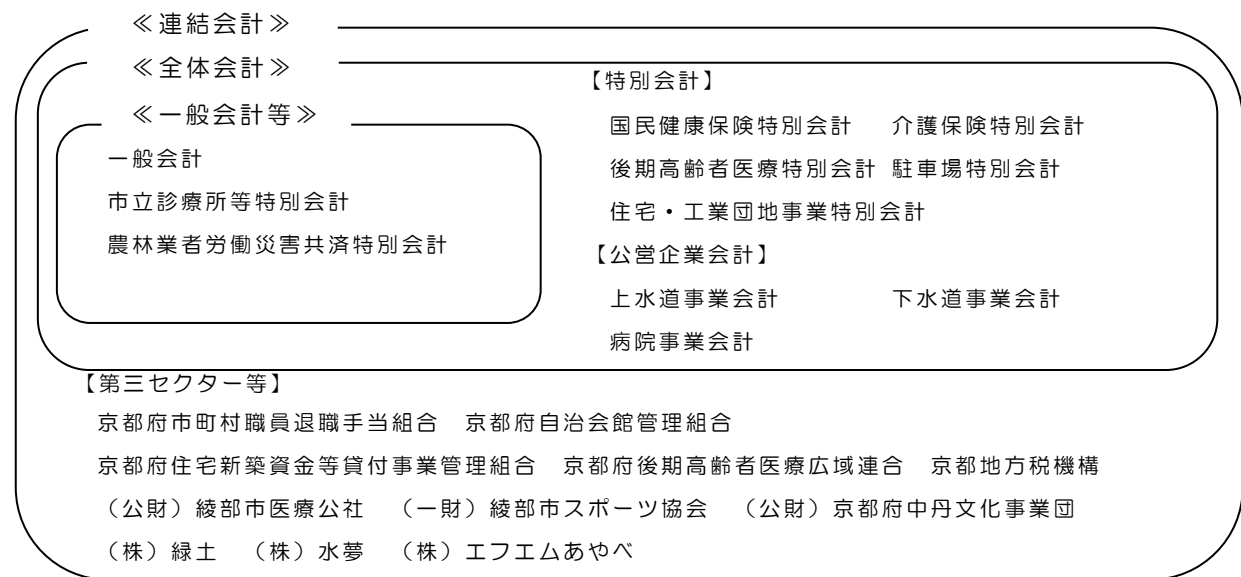 ≪連結会計≫
≪全体会計≫
≪一般会計等≫
一般会計
市立診療所等特別会計
農林業者労働災害共済特別会計
【特別会計】
国民健康保険特別会計 介護保険特別会計
後期高齢者医療特別会計 駐車場特別会計
住宅・工業団地事業特別会計
【公営企業会計】
上水道事業会計 下水道事業会計
病院事業会計
【第三セクター等】
京都府市町村職員退職手当組合 京都府自治会館管理組合
京都府住宅新築資金等貸付事業管理組合 京都府後期高齢者医療広域連合 京都地方税機構
（公財）綾部市医療公社 （一財）綾部市スポーツ協会 （公財）京都府中丹文化事業団
（株）緑土 （株）水夢 （株）エフエムあやべ